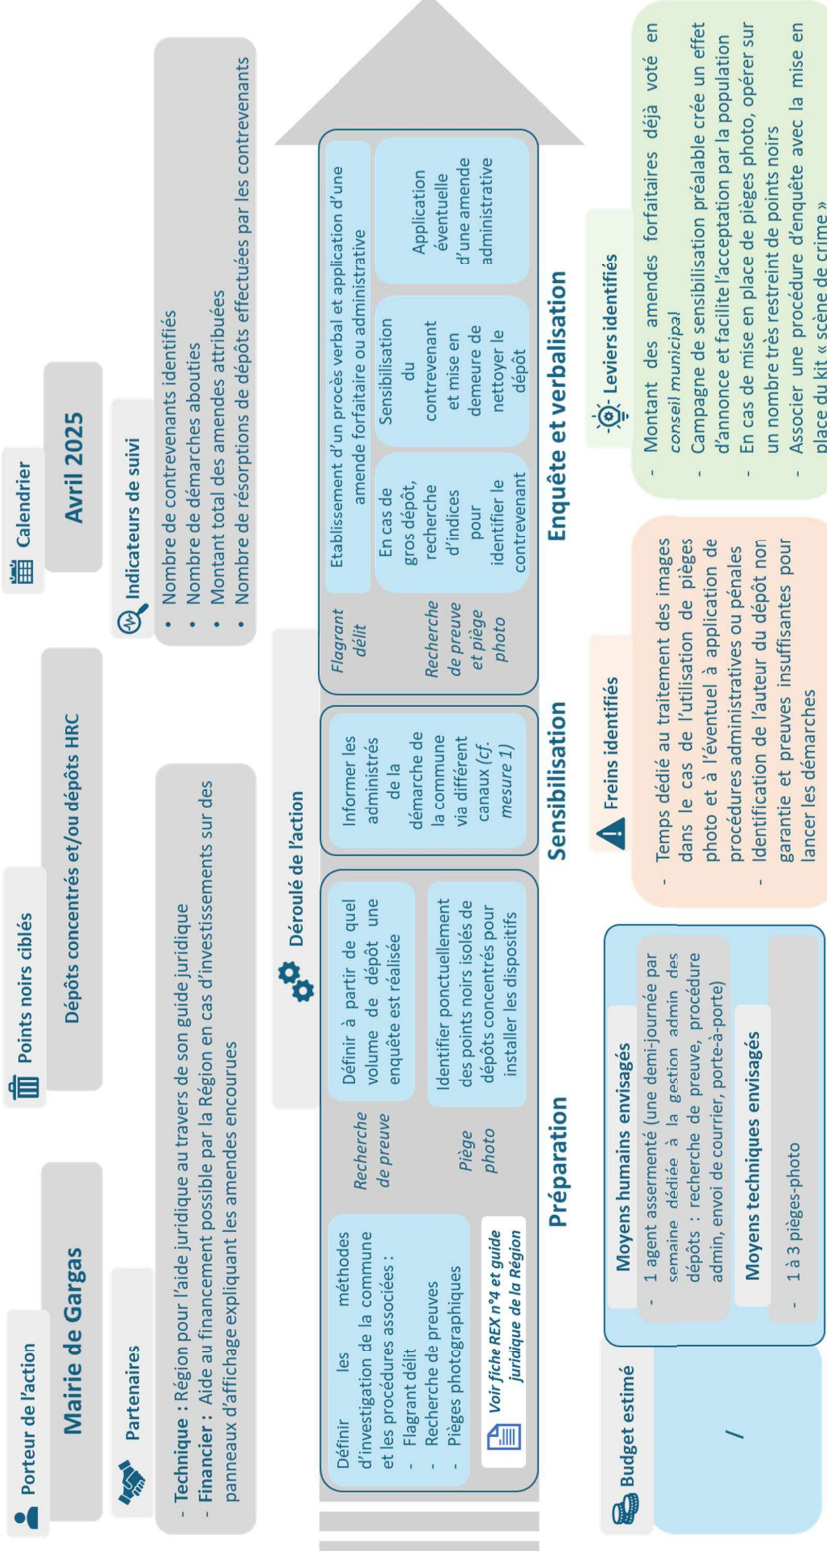 Porteur de l'action
Mairie de Gargas
Points noirs ciblés
Dépôts concentrés et/ou dépôts HRC
Calendrier
Avril 2025
Partenaires
- Technique : Région pour l'aide juridique au travers de son guide juridique
- Financier : Aide au financement possible par la Région en cas d'investissements sur des
panneaux d'affichage expliquant les amendes encourues
Indicateurs de suivi
• Nombre de contrevenants identifiés
• Nombre de démarches abouties
• Montant total des amendes attribuées
• Nombre de résorptions de dépôts effectuées par les contrevenants
Déroulé de l'action
Définir les méthodes
d'investigation de la commune
et les procédures associées :
- Flagrant délit
- Recherche de preuves
- Pièges photographiques
Voir fiche REX n°4 et guide
juridique de la Région
Recherche
de preuve
Définir à partir de quel
volume de dépôt une
enquête est réalisée
Piège
photo
Identifier ponctuellement
des points noirs isolés de
dépôts concentrés pour
installer les dispositifs
Préparation
Informer les
administrés
de la
démarche de
la commune
via différent
canaux (cf.
mesure 1)
Sensibilisation
Flagrant
délit
Etablissement d'un procès verbal et application d'une
amende forfaitaire ou administrative
Recherche
de preuve
et piège
photo
En cas de
gros dépôt,
recherche
d'indices
pour
identifier le
contrevenant
Sensibilisation
du
contrevenant
et mise en
demeure de
nettoyer le
dépôt
Application
éventuelle
d'une amende
administrative
Enquête et verbalisation
Budget estimé
/
Moyens humains envisagés
- 1 agent assermenté (une demi-journée par
semaine dédiée à la gestion admin des
dépôts : recherche de preuve, procédure
admin, envoi de courrier, porte-à-porte)
Moyens techniques envisagés
- 1 à 3 pièges-photo
Freins identifiés
- Temps dédié au traitement des images
dans le cas de l'utilisation de pièges
photo et à l'éventuel à application de
procédures administratives ou pénales
- Identification de l'auteur du dépôt non
garantie et preuves insuffisantes pour
lancer les démarches
Leviers identifiés
- Montant des amendes forfaitaires déjà voté en
conseil municipal
- Campagne de sensibilisation préalable crée un effet
d'annonce et facilite l'acceptation par la population
- En cas de mise en place de pièges photo, opérer sur
un nombre très restreint de points noirs
- Associer une procédure d'enquête avec la mise en
place du kit « scène de crime »